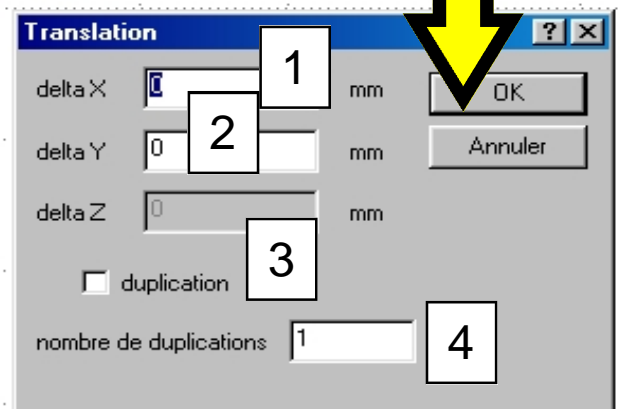 Translation ? ×
1
delta X 0 mm OK
2
delta Y 0 mm Annuler
delta Z 0 mm
3
duplication
nombre de duplications 1 4